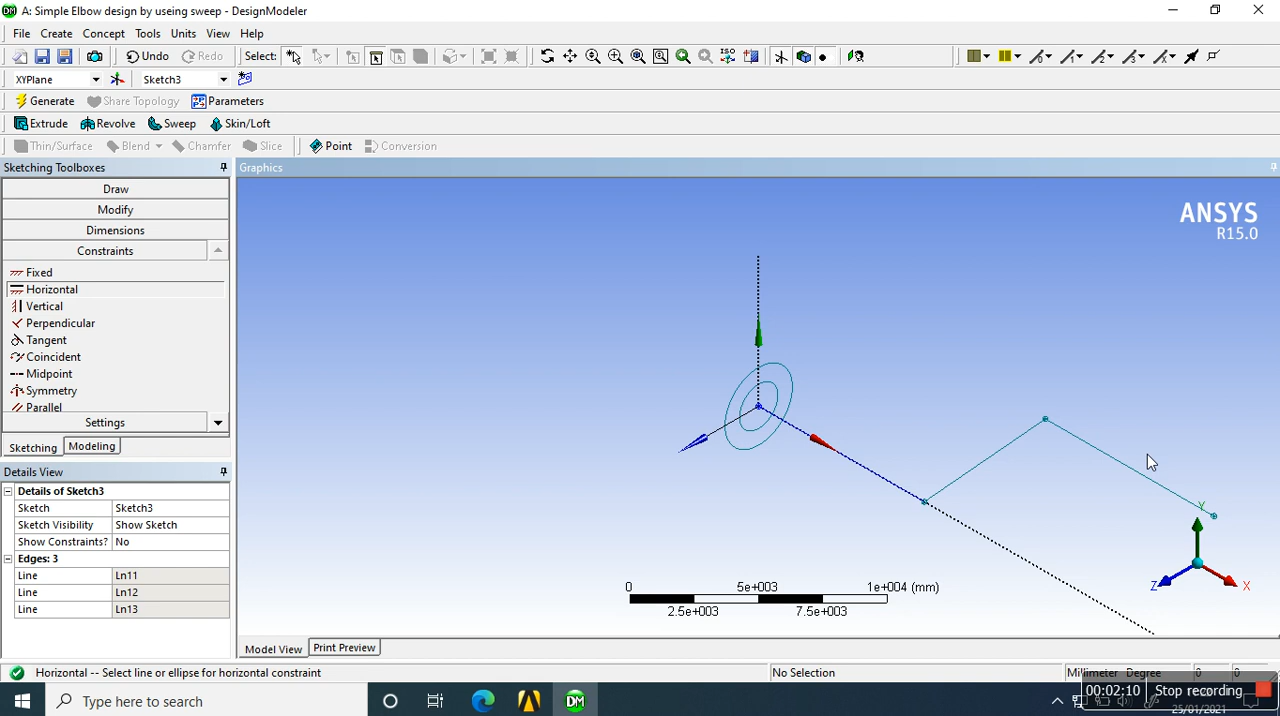 A: Simple Elbow design by useing sweep - DesignModeler
File Create Concept Tools Units View Help
Undo Redo Select:
XYPlane Sketch3
Generate Share Topology Parameters
Extrude Revolve Sweep Skin/Loft
Thin/Surface Blend Chamfer Slice Point Conversion
Sketching Toolboxes
Graphics
Draw
Modify
Dimensions
Constraints
Fixed
Horizontal
Vertical
Perpendicular
Tangent
Coincident
Midpoint
Symmetry
Parallel
Settings
Sketching Modeling
Details View
Details of Sketch3
Sketch Sketch3
Sketch Visibility Show Sketch
Show Constraints? No
Edges: 3
Line Ln11
Line Ln12
Line Ln13
ANSYS
R15.0
Y
Z X
0 5e+003 1e+004 (mm)
2.5e+003 7.5e+003
Model View Print Preview
Horizontal -- Select line or ellipse for horizontal constraint
No Selection Millimeter Degree 0 0
Type here to search
DM
00:02:10 Stop recording
25/01/2021